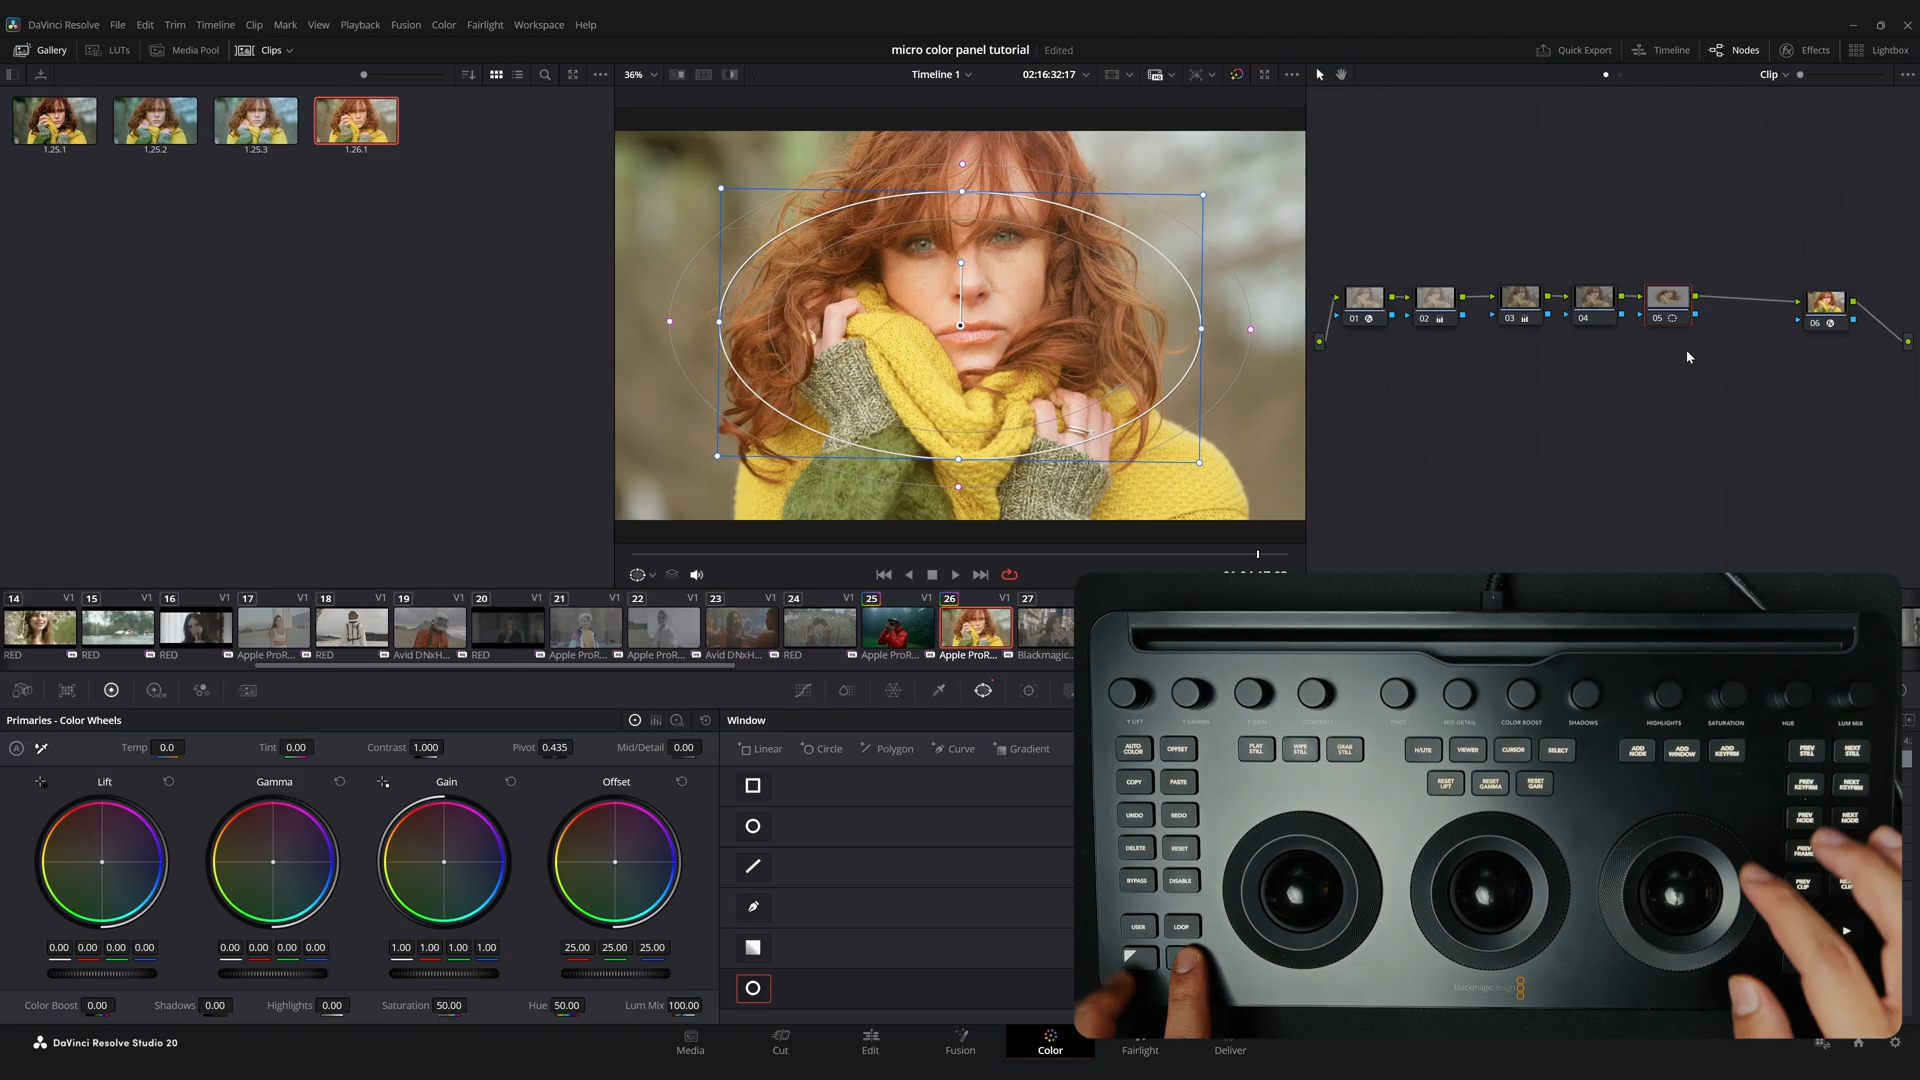 DaVinci Resolve File Edit Trim Timeline Clip Mark View Playback Fusion Color Fairlight Workspace Help
Gallery LUTs Media Pool Clips micro color panel tutorial Edited Quick Export Timeline Nodes Effects Lightbox
36% Timeline 1 02:16:32:17 Clip
1.25.1 1.25.2 1.25.3 1.26.1
01 02 03 04 05 06
14 V1 15 V1 16 V1 17 V1 18 V1 19 V1 20 V1 21 V1 22 V1 23 V1 24 V1 25 V1 26 V1 27
RED RED RED Apple ProR... RED Avid DNxH... RED Apple ProR... Apple ProR... Avid DNxH... RED Apple ProR... Apple ProR... Blackmagic...
Primaries - Color Wheels
Temp 0.0 Tint 0.00 Contrast 1.000 Pivot 0.435 Mid/Detail 0.00
Lift Gamma Gain Offset
0.00 0.00 0.00 0.00 0.00 0.00 0.00 0.00 1.00 1.00 1.00 1.00 25.00 25.00 25.00
Color Boost 0.00 Shadows 0.00 Highlights 0.00 Saturation 50.00 Hue 50.00 Lum Mix 100.00
Window
Linear Circle Polygon Curve Gradient
Y LIFT Y GAMMA Y GAIN CONTRAST PIVOT MID DETAIL COLOR BOOST SHADOWS HIGHLIGHTS SATURATION HUE LUM MIX
AUTO COLOR OFFSET PLAY STILL WIPE STILL GRAB STILL H/LITE VIEWER CURSOR SELECT ADD NODE ADD WINDOW ADD KEYFRM PREV STILL NEXT STILL
COPY PASTE RESET LIFT RESET GAMMA RESET GAIN PREV KEYFRM NEXT KEYFRM
UNDO REDO PREV NODE NEXT NODE
DELETE RESET PREV FRAME
BYPASS DISABLE PREV CLIP
USER LOOP
Blackmagicdesign
DaVinci Resolve Studio 20
Media Cut Edit Fusion Color Fairlight Deliver